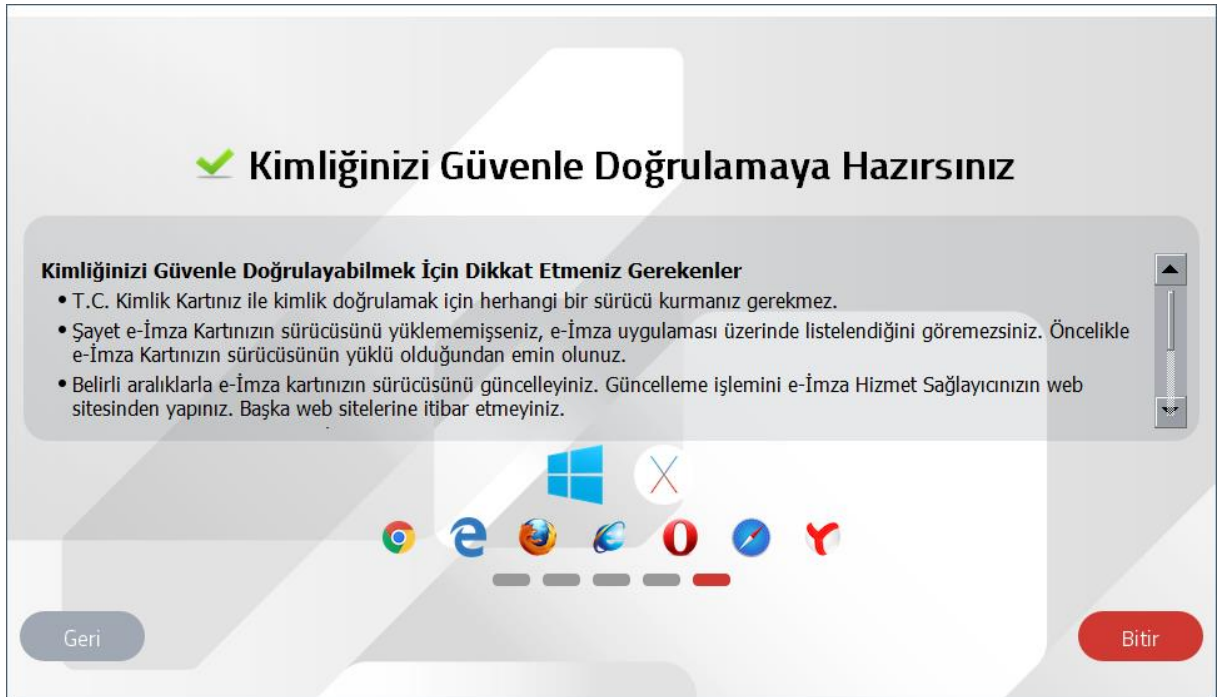 Kimliğinizi Güvenle Doğrulamaya Hazırsınız
Kimliğinizi Güvenle Doğrulayabilmek İçin Dikkat Etmeniz Gerekenler
• T.C. Kimlik Kartınız ile kimlik doğrulamak için herhangi bir sürücü kurmanız gerekmez.
• Şayet e-İmza Kartınızın sürücüsünü yüklememişseniz, e-İmza uygulaması üzerinde listelendiğini göremezsiniz. Öncelikle
e-İmza Kartınızın sürücüsünün yüklü olduğundan emin olunuz.
• Belirli aralıklarla e-İmza kartınızın sürücüsünü güncelleyiniz. Güncelleme işlemini e-İmza Hizmet Sağlayıcınızın web
sitesinden yapınız. Başka web sitelerine itibar etmeyiniz.
Geri
Bitir